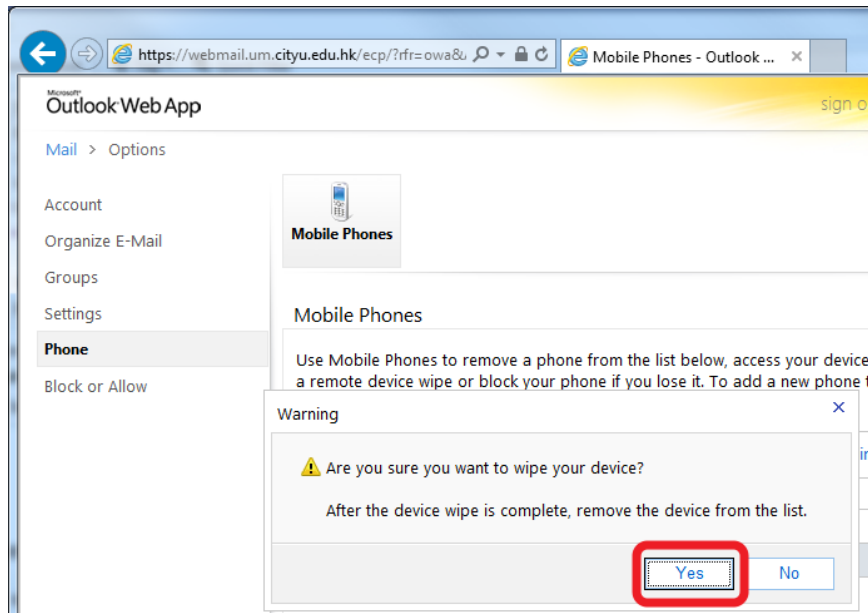 https://webmail.um.cityu.edu.hk/ecp/?rfr=owa&
Mobile Phones - Outlook ...
Microsoft®
Outlook Web App
sign o
Mail > Options
Account
Organize E-Mail
Groups
Settings
Phone
Block or Allow
Mobile Phones
Mobile Phones
Use Mobile Phones to remove a phone from the list below, access your device
a remote device wipe or block your phone if you lose it. To add a new phone t
Warning
Are you sure you want to wipe your device?
After the device wipe is complete, remove the device from the list.
Yes
No